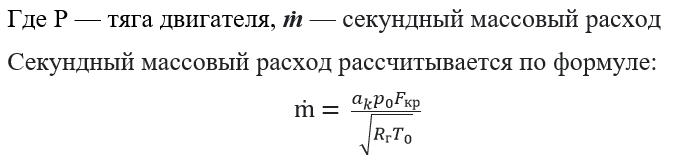 Где P — тяга двигателя, ṁ — секундный массовый расход
Секундный массовый расход рассчитывается по формуле:
ṁ = a_k p_0 F_кр / √(R_г T_0)